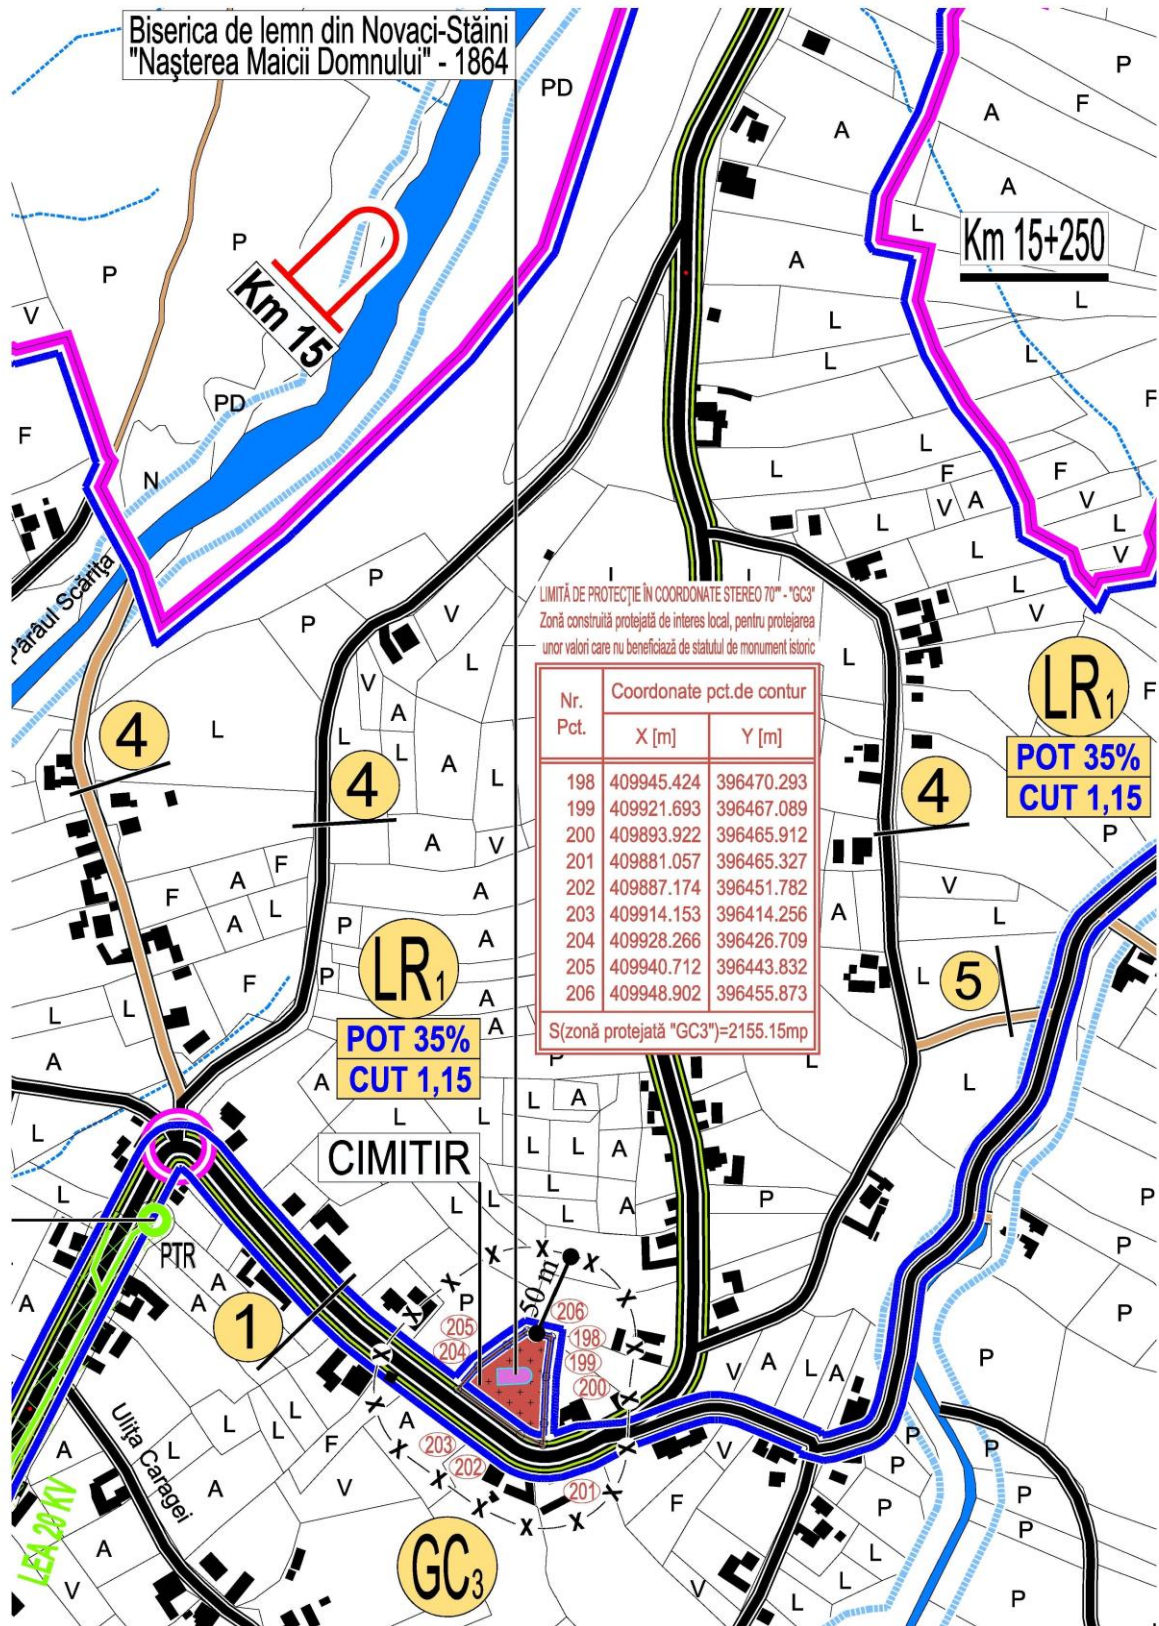 Biserica de lemn din Novaci-Stăini
"Naşterea Maicii Domnului" - 1864
PD
P
F
A
A
F
A
Km 15+250
L
A
L
L
L
L
F
P
P
V
Km 15
F
PD
N
L
F
F
V
A
V
L
L
L
V
L
V
Pârâul Scăriţa
P
P
V
L
V
A
L
L
A
L
L
LIMITĂ DE PROTECŢIE ÎN COORDONATE STEREO 70"" - "GC3"
Zonă construită protejată de interes local, pentru protejarea
unor valori care nu beneficiază de statutul de monument istoric
Nr. Pct.
Coordonate pct.de contur
X [m] Y [m]
198 409945.424 396470.293
199 409921.693 396467.089
200 409893.922 396465.912
201 409881.057 396465.327
202 409887.174 396451.782
203 409914.153 396414.256
204 409928.266 396426.709
205 409940.712 396443.832
206 409948.902 396455.873
S(zonă protejată "GC3")=2155.15mp
L
L
LR1
POT 35%
CUT 1,15
F
P
4
4
4
A
V
F
F
A
A
L
P
A
A
P
F
L
L
A
V
L
A
L
5
L
LR1
POT 35%
CUT 1,15
A
A
A
L
L
P
L
A
L
L
A
L
L
L
A
CIMITIR
L
L
L
P
L
L
PTR
A
A
A
1
P
50 m
X
X
X
X
X
X
X
X
X
X
X
X
X
X
206
205
204
198
199
200
203
202
201
P
P
P
V
A
L
A
Uliţa Caragei
L
L
L
L
F
V
A
A
A
V
A
LEA 20 KV
GC3
V
F
V
L
L
L
P
P
P
P
P
P
P